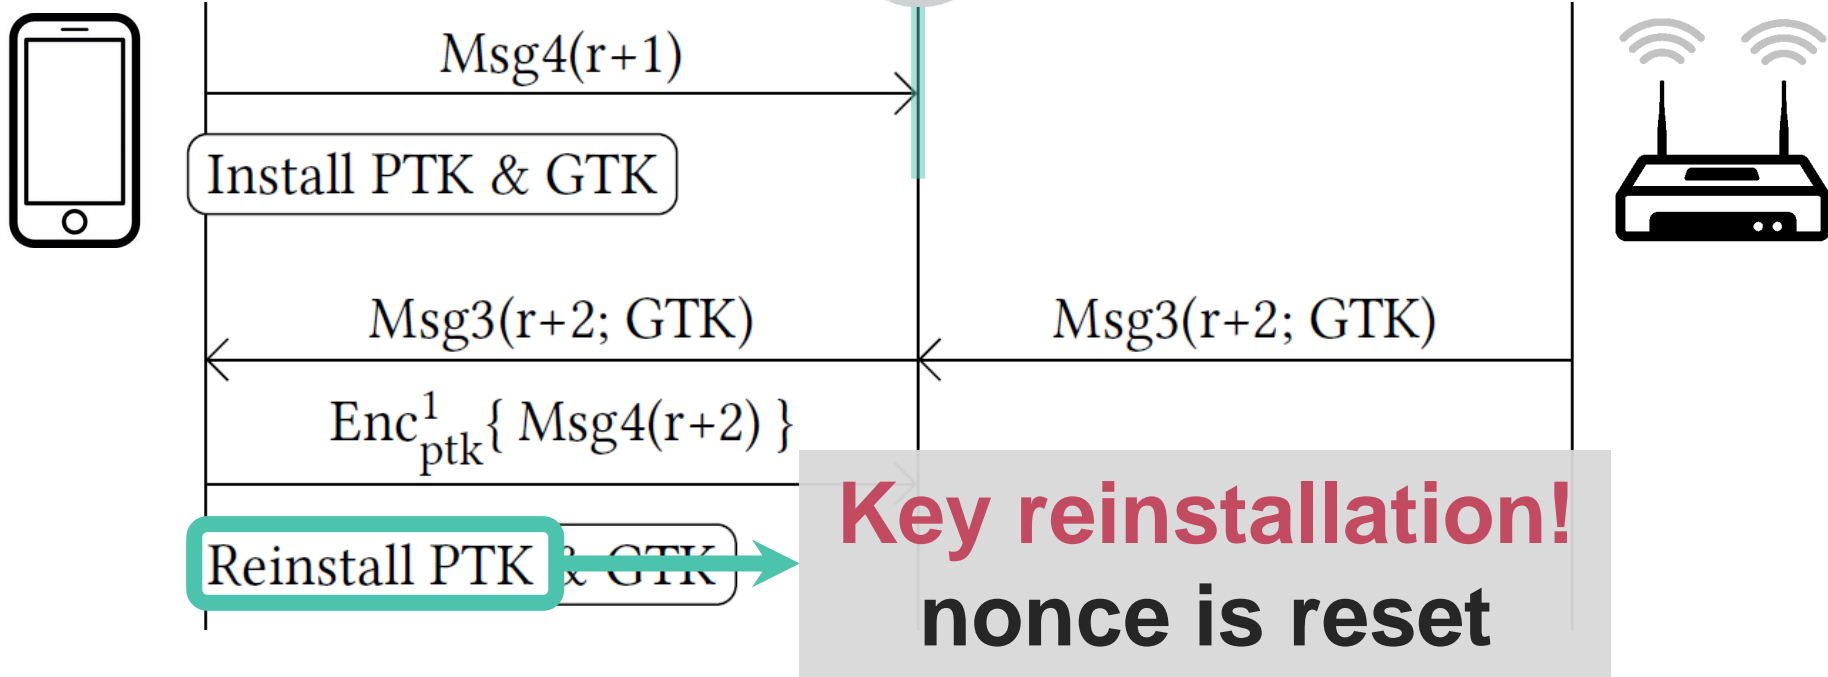 Msg4(r+1)
Install PTK & GTK
Msg3(r+2; GTK) Msg3(r+2; GTK)
Enc¹ptk{ Msg4(r+2) }
Key reinstallation!
Reinstall PTK & GTK
nonce is reset